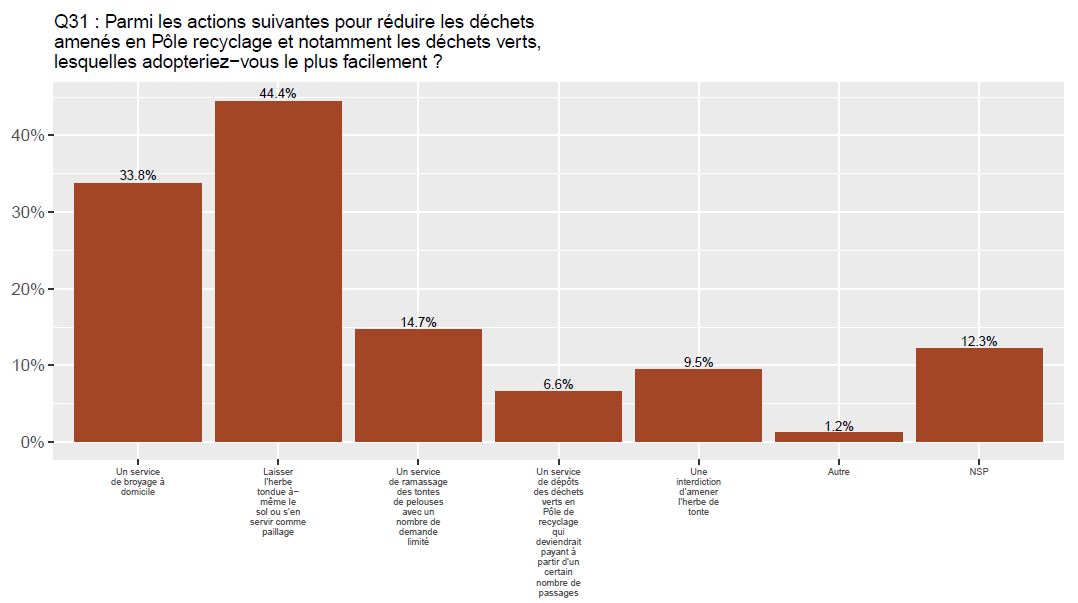 Q31 : Parmi les actions suivantes pour réduire les déchets
amenés en Pôle recyclage et notamment les déchets verts,
lesquelles adopteriez−vous le plus facilement ?
44.4%
40%
33.8%
30%
20%
14.7%
12.3%
10%
9.5%
6.6%
1.2%
0%
Un service
de broyage à
domicile
Laisser
l'herbe
tondue à−
même le
sol ou s'en
servir comme
paillage
Un service
de ramassage
des tontes
de pelouses
avec un
nombre de
demande
limité
Un service
de dépôts
des déchets
verts en
Pôle de
recyclage
qui
deviendrait
payant à
partir d'un
certain
nombre de
passages
Une
interdiction
d'amener
l'herbe de
tonte
Autre
NSP